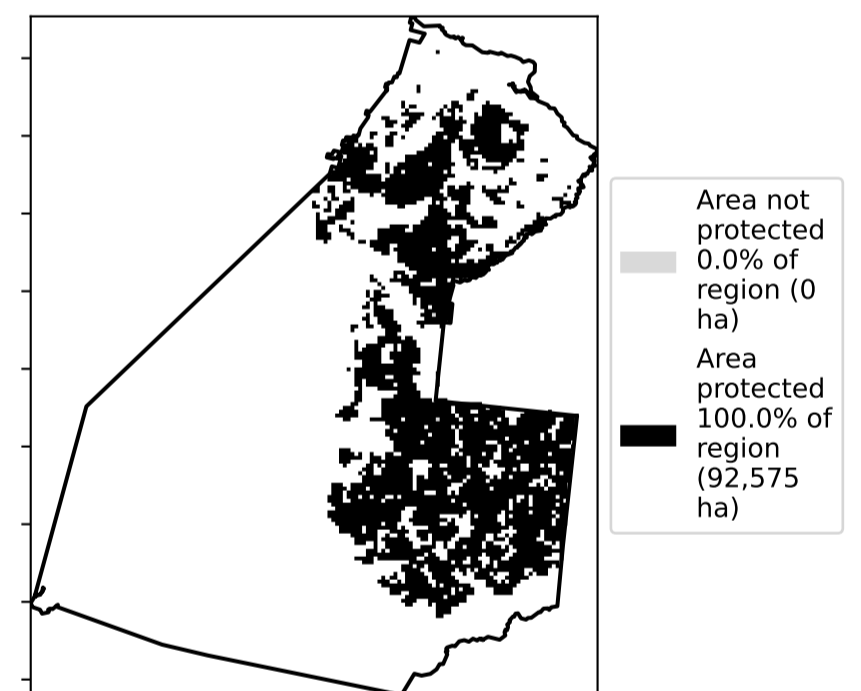 Area not
protected
0.0% of
region (0
ha)
Area
protected
100.0% of
region
(92,575
ha)